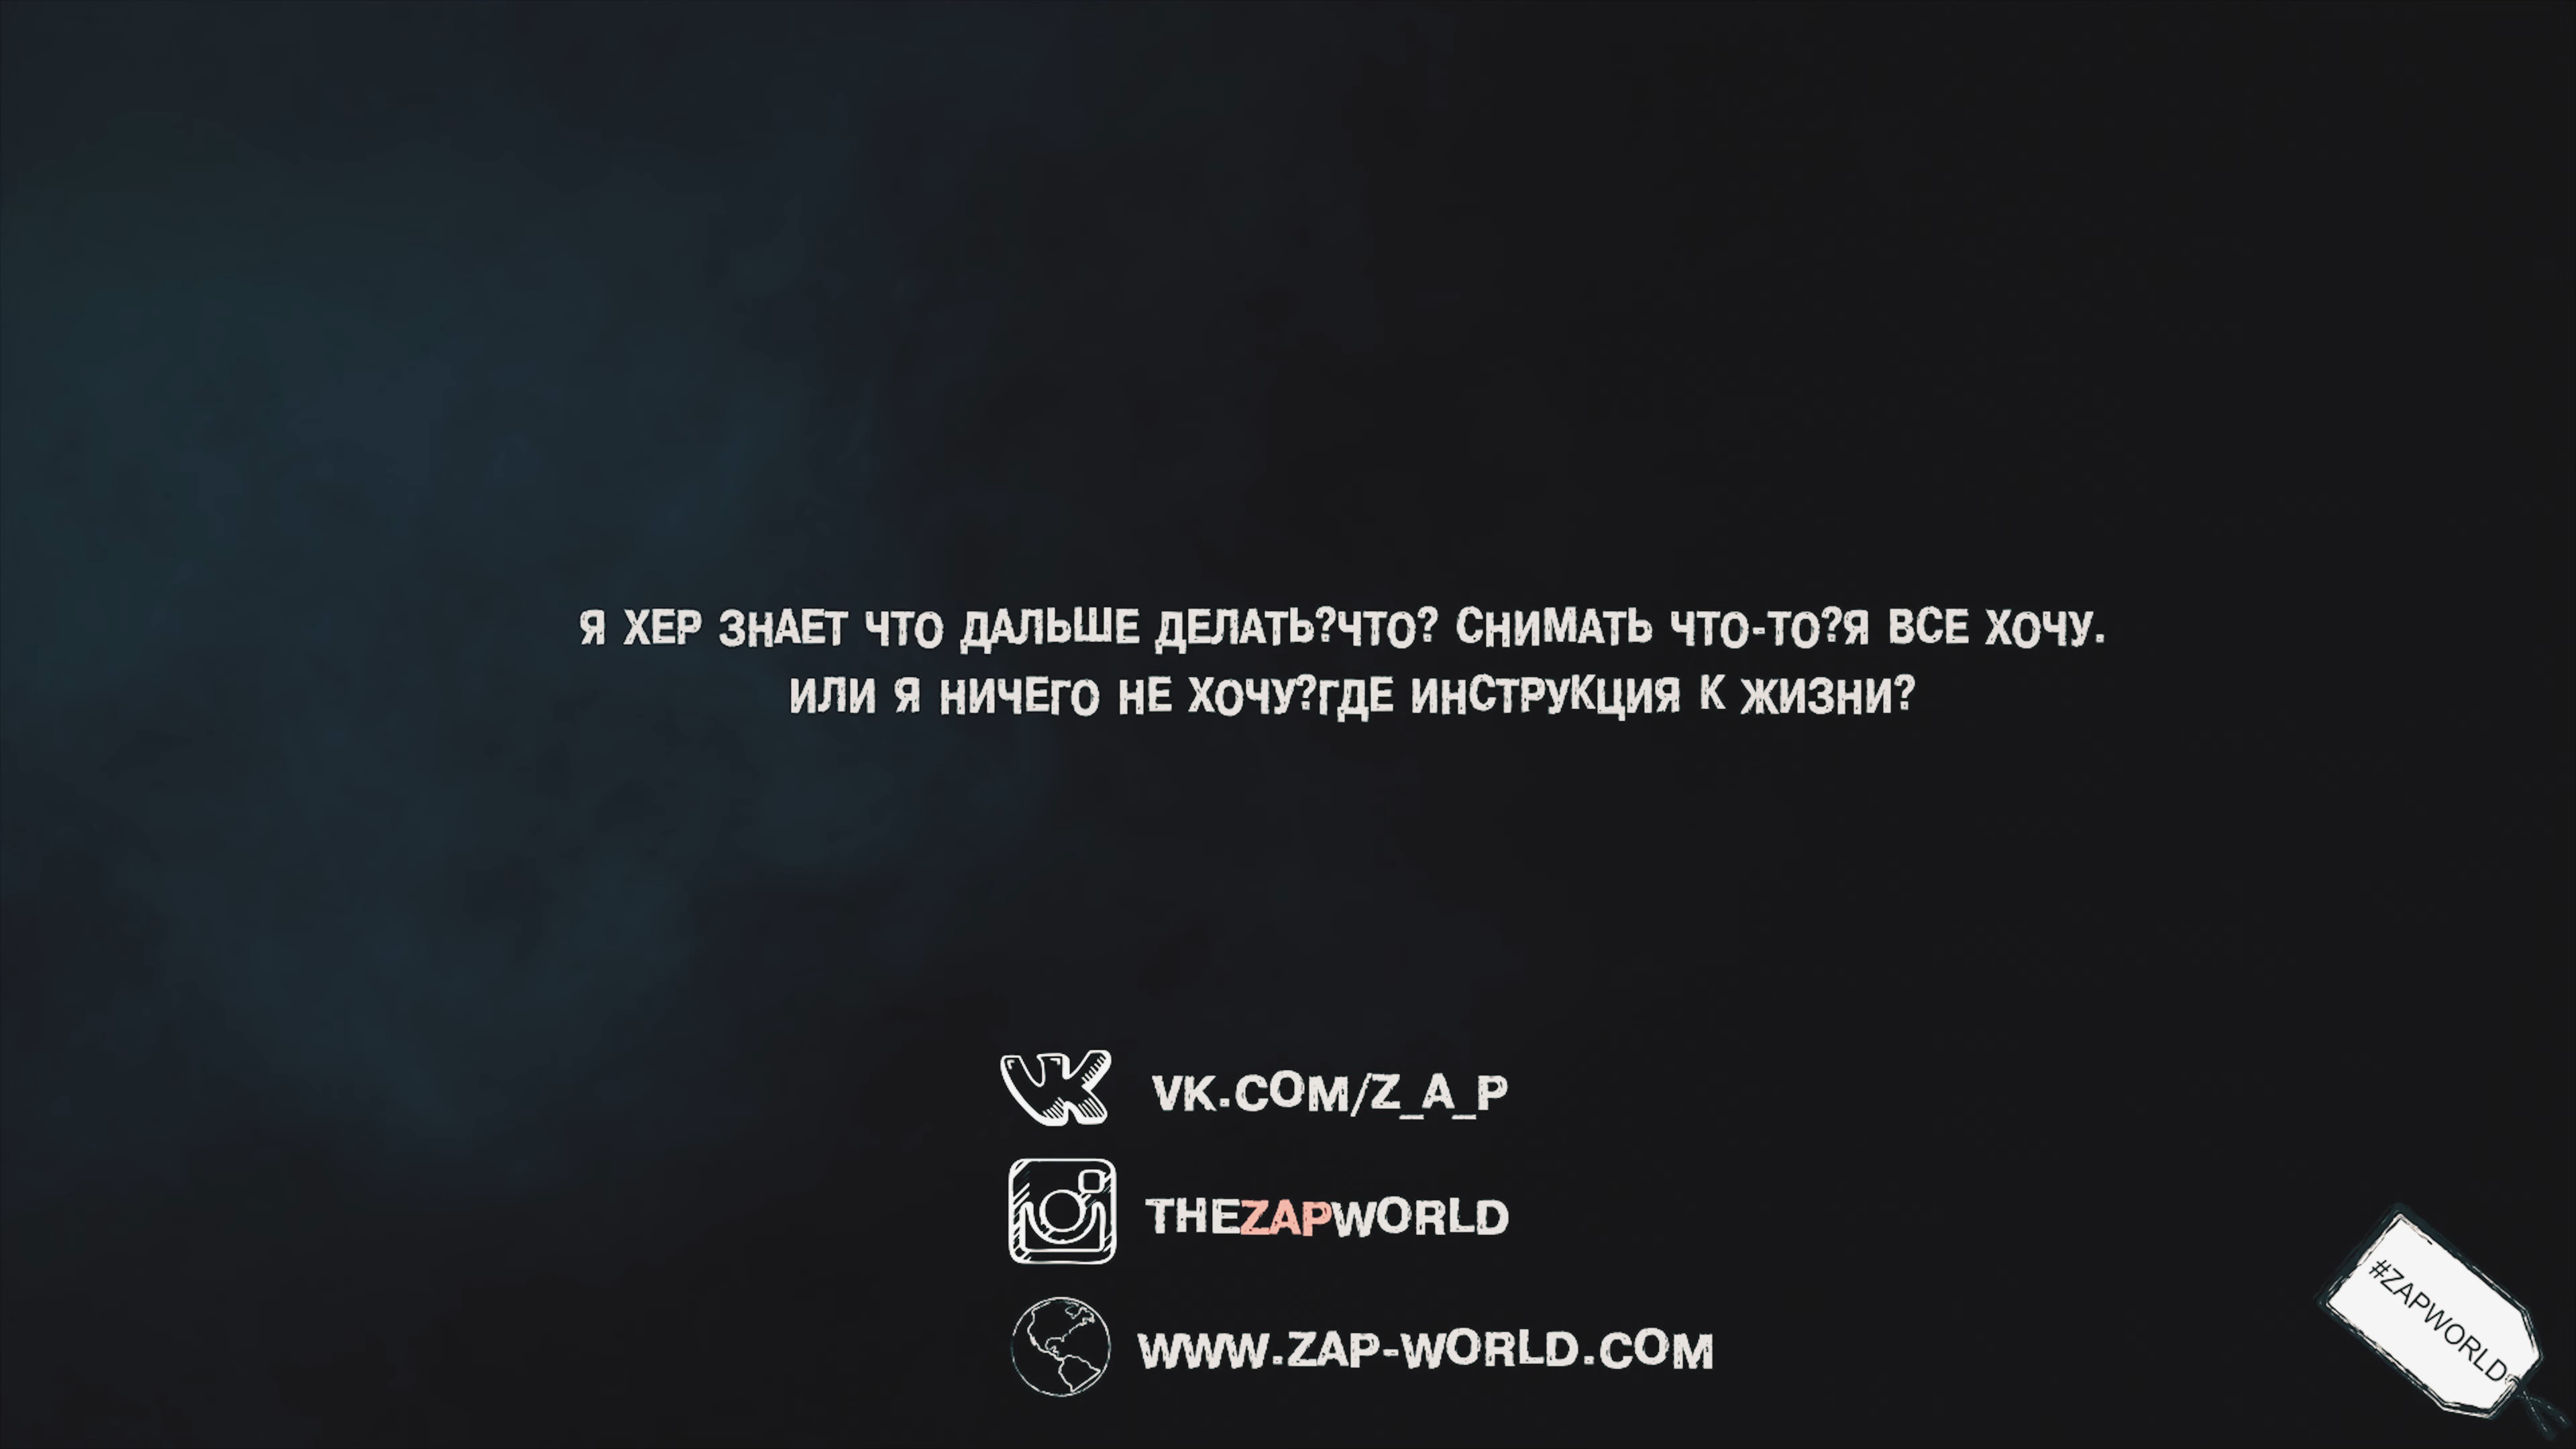 Я ХЕР ЗНАЕТ ЧТО ДАЛЬШЕ ДЕЛАТЬ?ЧТО? СНИМАТЬ ЧТО-ТО?Я ВСЕ ХОЧУ.
ИЛИ Я НИЧЕГО НЕ ХОЧУ?ГДЕ ИНСТРУКЦИЯ К ЖИЗНИ?
VK VK.COM/Z_A_P
THEZAPWORLD
WWW.ZAP-WORLD.COM
#ZAPWORLD